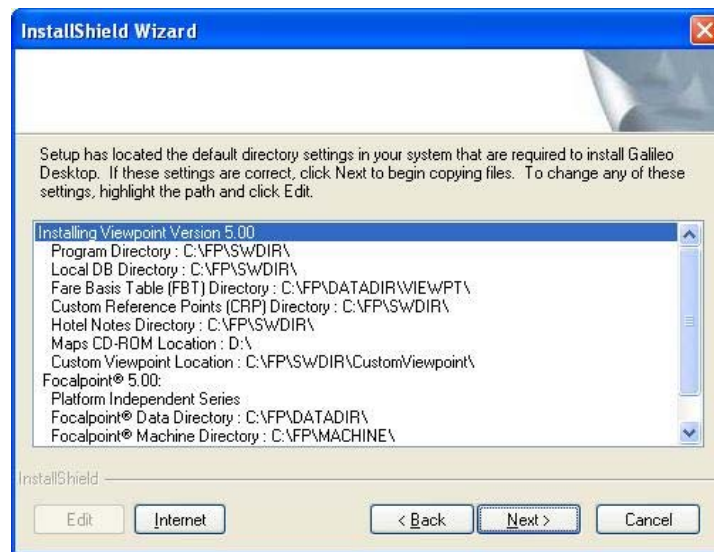 InstallShield Wizard
Setup has located the default directory settings in your system that are required to install Galileo
Desktop. If these settings are correct, click Next to begin copying files. To change any of these
settings, highlight the path and click Edit.
Installing Viewpoint Version 5.00
Program Directory : C:\FP\SWDIR\
Local DB Directory : C:\FP\SWDIR\
Fare Basis Table (FBT) Directory : C:\FP\DATADIR\VIEWPT\
Custom Reference Points (CRP) Directory : C:\FP\SWDIR\
Hotel Notes Directory : C:\FP\SWDIR\
Maps CD-ROM Location : D:\
Custom Viewpoint Location : C:\FP\SWDIR\CustomViewpoint\
Focalpoint® 5.00:
Platform Independent Series
Focalpoint® Data Directory : C:\FP\DATADIR\
Focalpoint® Machine Directory : C:\FP\MACHINE\
InstallShield
Edit Internet < Back Next > Cancel